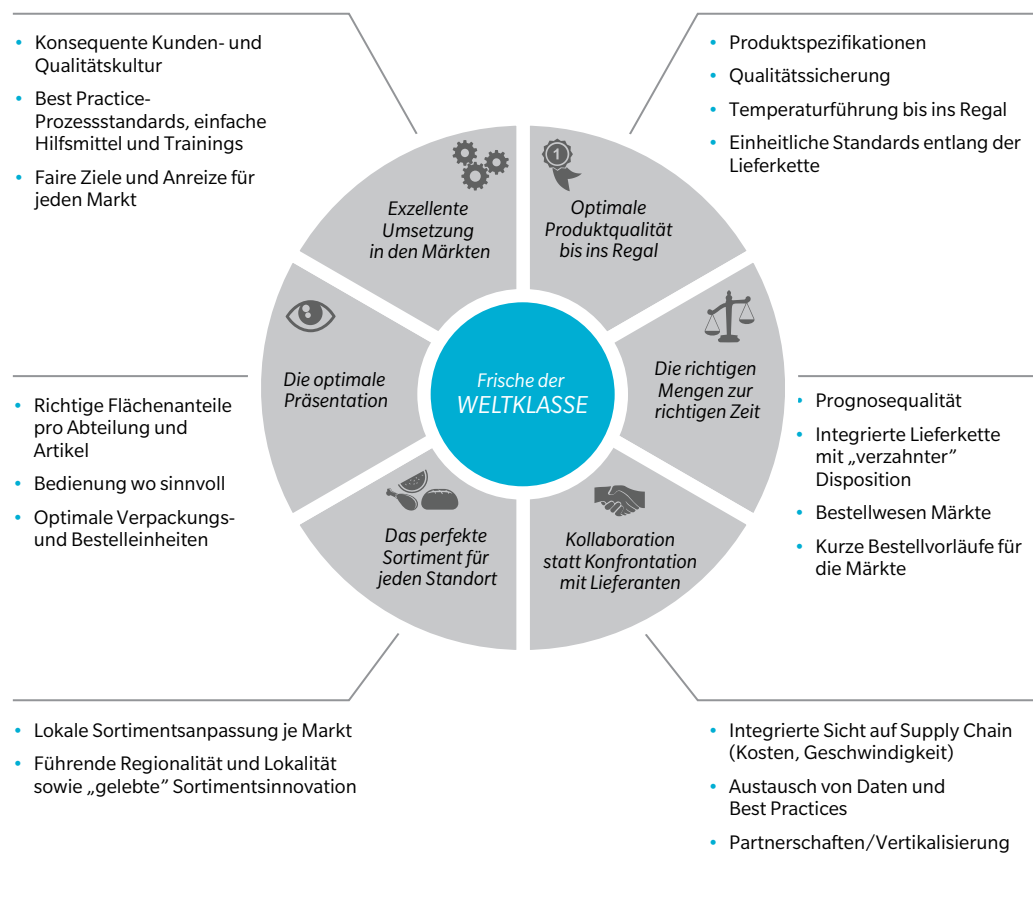 • Konsequente Kunden- und
Qualitätskultur
• Best Practice-
Prozessstandards, einfache
Hilfsmittel und Trainings
• Faire Ziele und Anreize für
jeden Markt
• Produktspezifikationen
• Qualitätssicherung
• Temperaturführung bis ins Regal
• Einheitliche Standards entlang der
Lieferkette
Exzellente
Umsetzung
in den Märkten
1
Optimale
Produktqualität
bis ins Regal
Die optimale
Präsentation
Frische der
WELTKLASSE
Die richtigen
Mengen zur
richtigen Zeit
• Richtige Flächenanteile
pro Abteilung und
Artikel
• Bedienung wo sinnvoll
• Optimale Verpackungs-
und Bestelleinheiten
• Prognosequalität
• Integrierte Lieferkette
mit „verzahnter”
Disposition
• Bestellwesen Märkte
• Kurze Bestellvorläufe für
die Märkte
Das perfekte
Sortiment für
jeden Standort
Kollaboration
statt Konfrontation
mit Lieferanten
• Lokale Sortimentsanpassung je Markt
• Führende Regionalität und Lokalität
sowie „gelebte” Sortimentsinnovation
• Integrierte Sicht auf Supply Chain
(Kosten, Geschwindigkeit)
• Austausch von Daten und
Best Practices
• Partnerschaften/Vertikalisierung